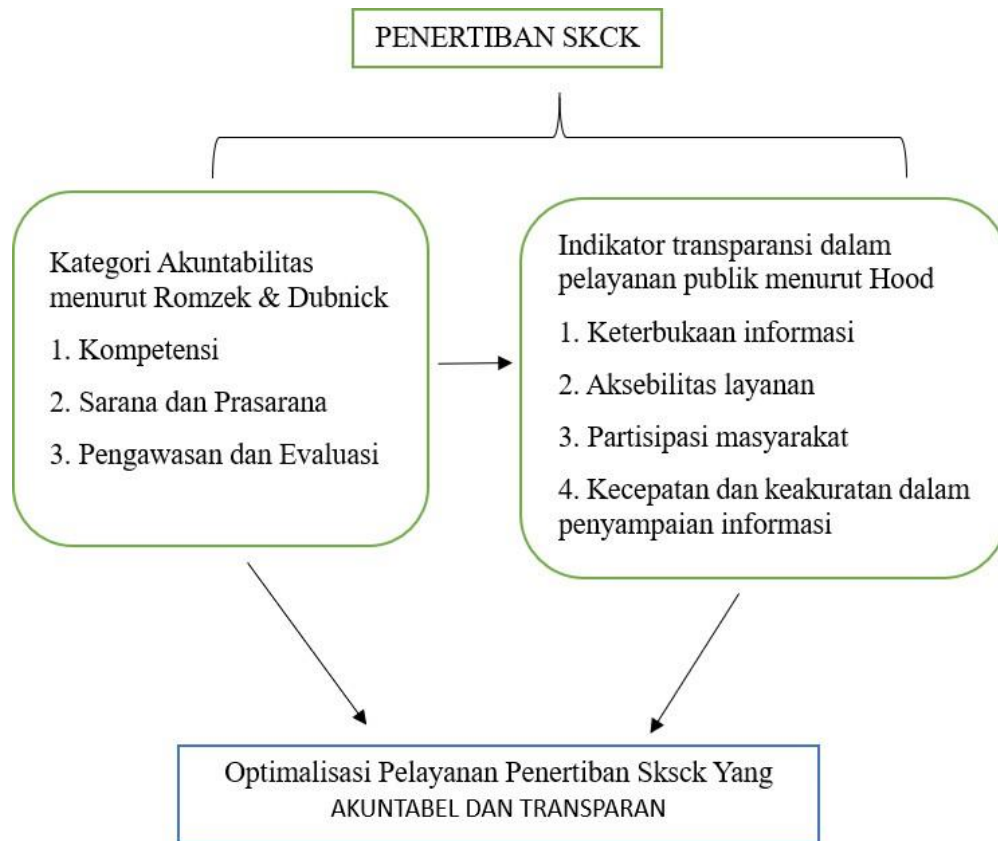 PENERTIBAN SKCK
Kategori Akuntabilitas
menurut Romzek & Dubnick
1. Kompetensi
2. Sarana dan Prasarana
3. Pengawasan dan Evaluasi
Indikator transparansi dalam
pelayanan publik menurut Hood
1. Keterbukaan informasi
2. Aksebilitas layanan
3. Partisipasi masyarakat
4. Kecepatan dan keakuratan dalam
penyampaian informasi
Optimalisasi Pelayanan Penertiban Sksck Yang
AKUNTABEL DAN TRANSPARAN